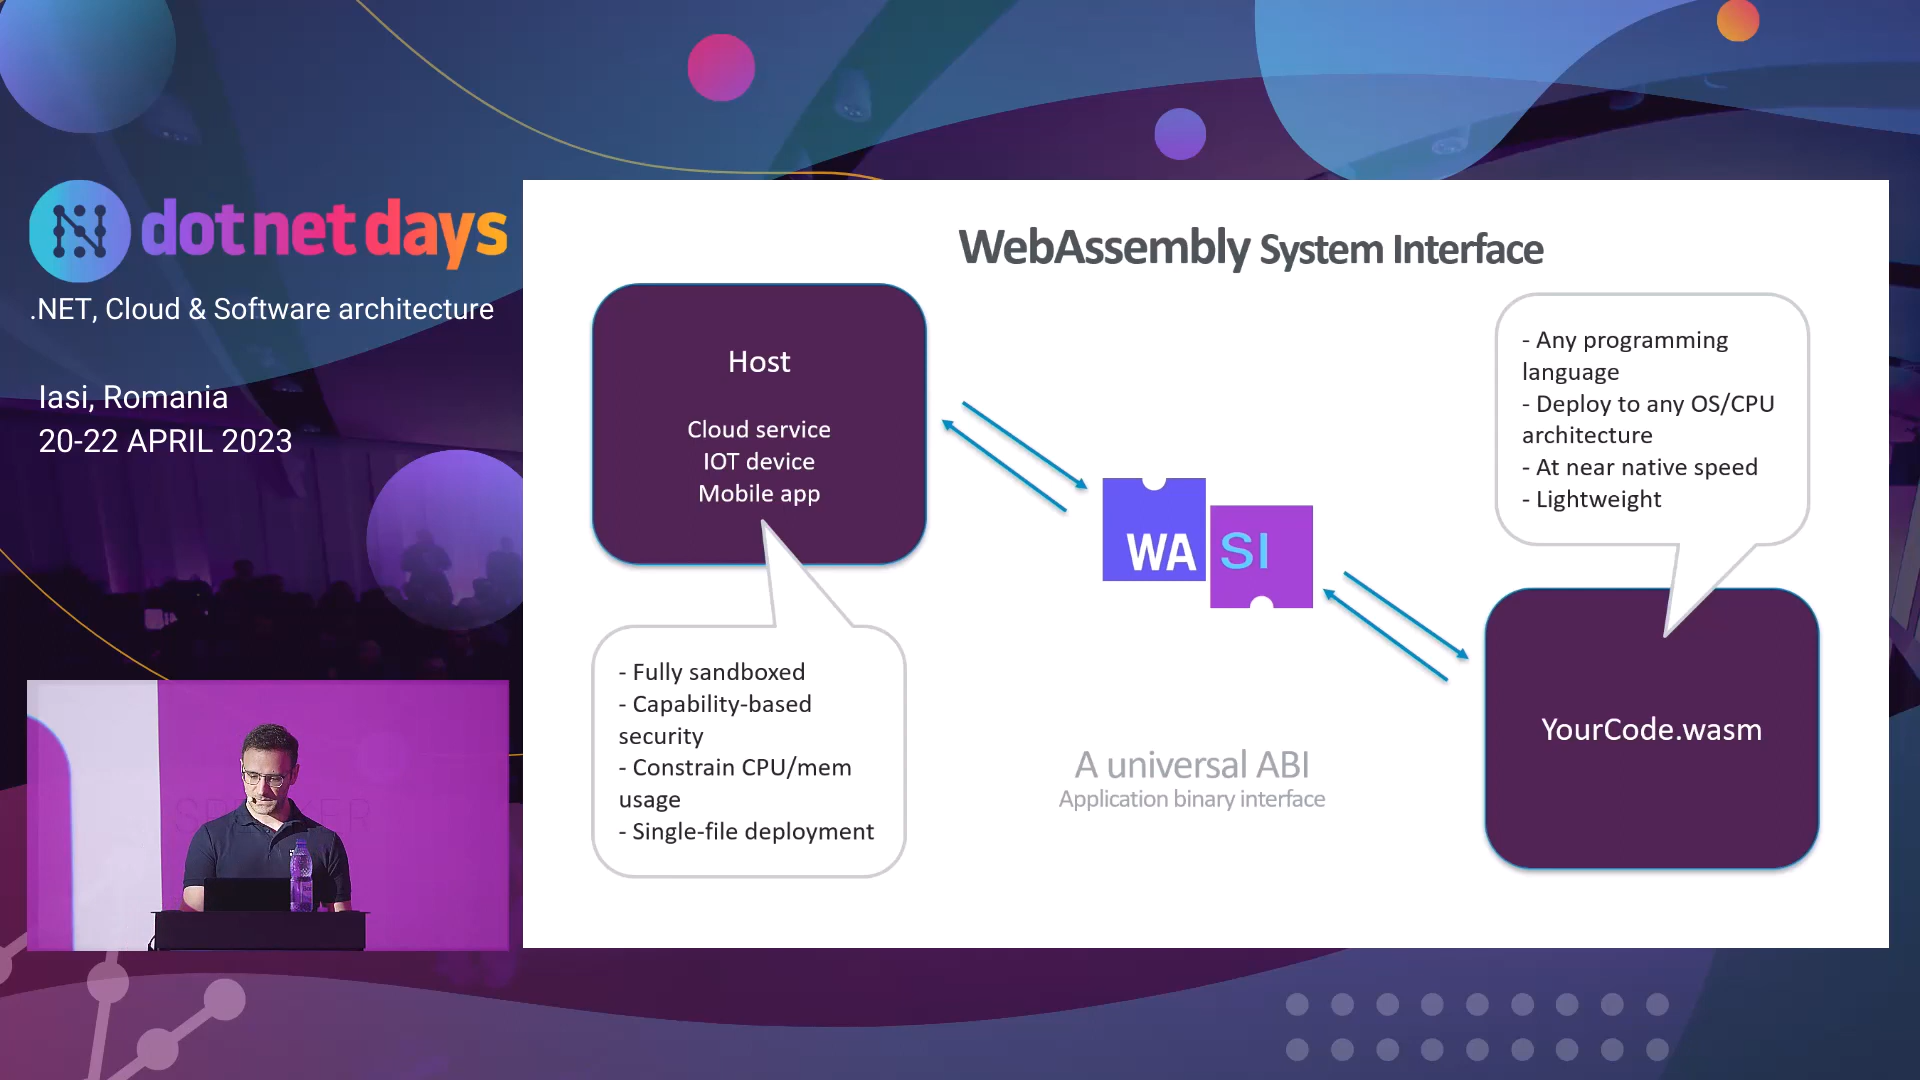 dotnetdays
.NET, Cloud & Software architecture
Iasi, Romania
20-22 APRIL 2023
SPEAKER
WebAssembly System Interface
Host
Cloud service
IOT device
Mobile app
- Fully sandboxed
- Capability-based
security
- Constrain CPU/mem
usage
- Single-file deployment
WA SI
A universal ABI
Application binary interface
- Any programming
language
- Deploy to any OS/CPU
architecture
- At near native speed
- Lightweight
YourCode.wasm